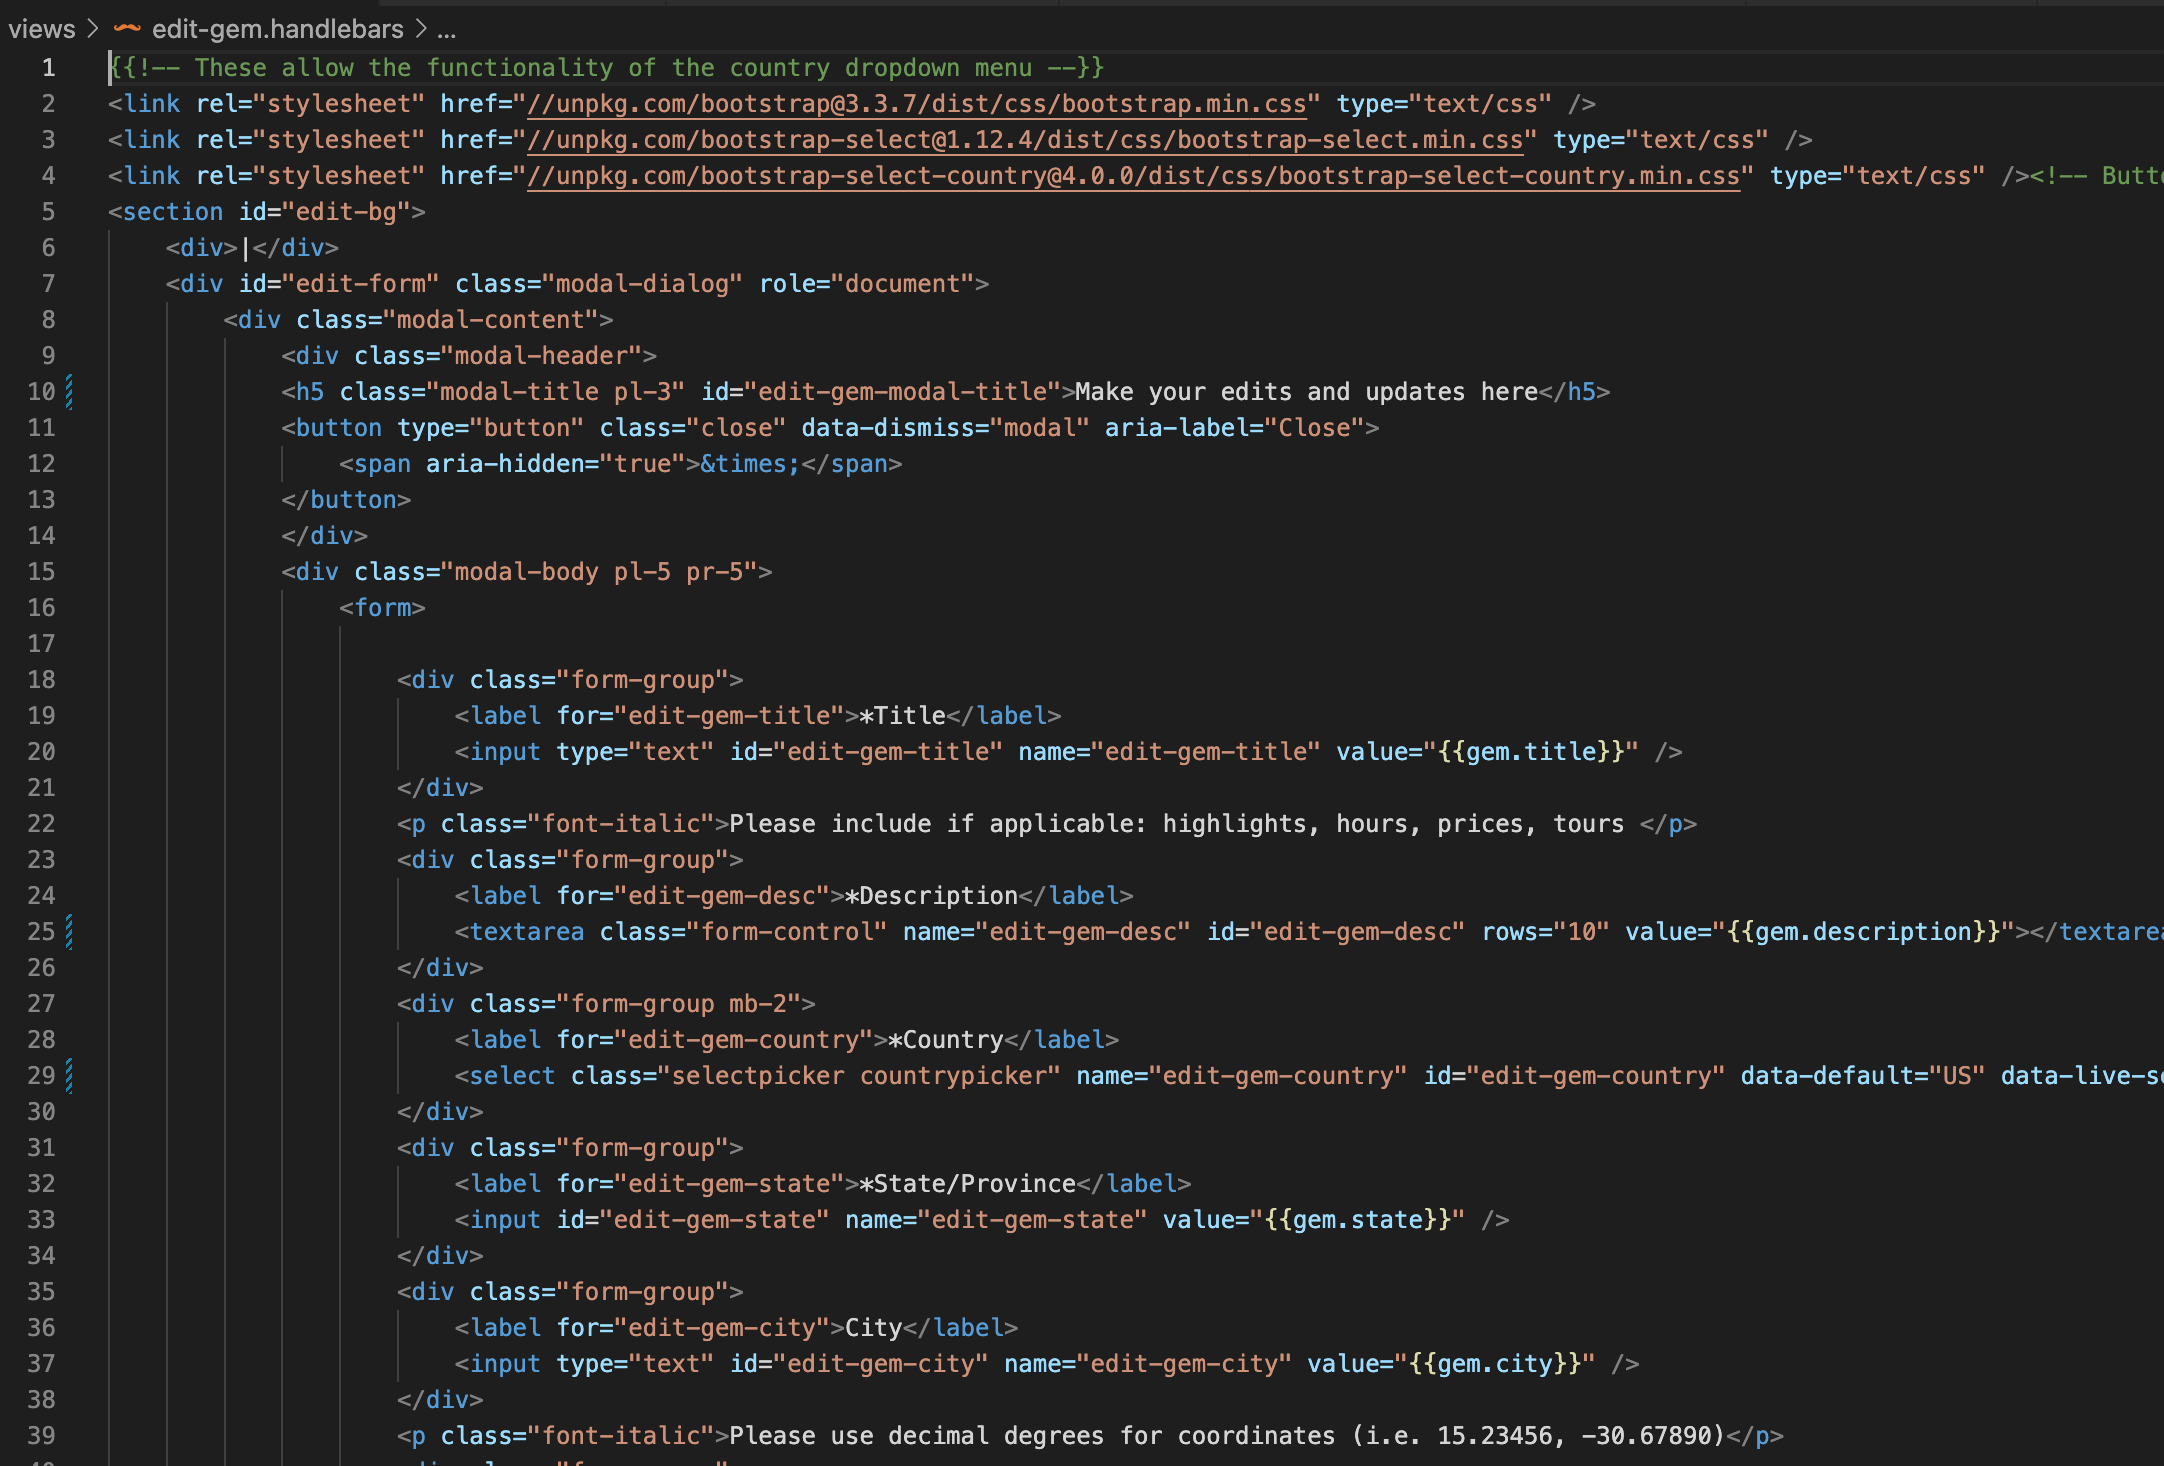 views > edit-gem.handlebars > ...
1 {{!-- These allow the functionality of the country dropdown menu --}}
2 <link rel="stylesheet" href="//unpkg.com/bootstrap@3.3.7/dist/css/bootstrap.min.css" type="text/css" />
3 <link rel="stylesheet" href="//unpkg.com/bootstrap-select@1.12.4/dist/css/bootstrap-select.min.css" type="text/css" />
4 <link rel="stylesheet" href="//unpkg.com/bootstrap-select-country@4.0.0/dist/css/bootstrap-select-country.min.css" type="text/css" /><!-- Butt
5 <section id="edit-bg">
6 <div>|</div>
7 <div id="edit-form" class="modal-dialog" role="document">
8 <div class="modal-content">
9 <div class="modal-header">
10 <h5 class="modal-title pl-3" id="edit-gem-modal-title">Make your edits and updates here</h5>
11 <button type="button" class="close" data-dismiss="modal" aria-label="Close">
12 <span aria-hidden="true">&times;</span>
13 </button>
14 </div>
15 <div class="modal-body pl-5 pr-5">
16 <form>
17
18 <div class="form-group">
19 <label for="edit-gem-title">*Title</label>
20 <input type="text" id="edit-gem-title" name="edit-gem-title" value="{{gem.title}}" />
21 </div>
22 <p class="font-italic">Please include if applicable: highlights, hours, prices, tours </p>
23 <div class="form-group">
24 <label for="edit-gem-desc">*Description</label>
25 <textarea class="form-control" name="edit-gem-desc" id="edit-gem-desc" rows="10" value="{{gem.description}}"></textarea
26 </div>
27 <div class="form-group mb-2">
28 <label for="edit-gem-country">*Country</label>
29 <select class="selectpicker countrypicker" name="edit-gem-country" id="edit-gem-country" data-default="US" data-live-s
30 </div>
31 <div class="form-group">
32 <label for="edit-gem-state">*State/Province</label>
33 <input id="edit-gem-state" name="edit-gem-state" value="{{gem.state}}" />
34 </div>
35 <div class="form-group">
36 <label for="edit-gem-city">City</label>
37 <input type="text" id="edit-gem-city" name="edit-gem-city" value="{{gem.city}}" />
38 </div>
39 <p class="font-italic">Please use decimal degrees for coordinates (i.e. 15.23456, -30.67890)</p>